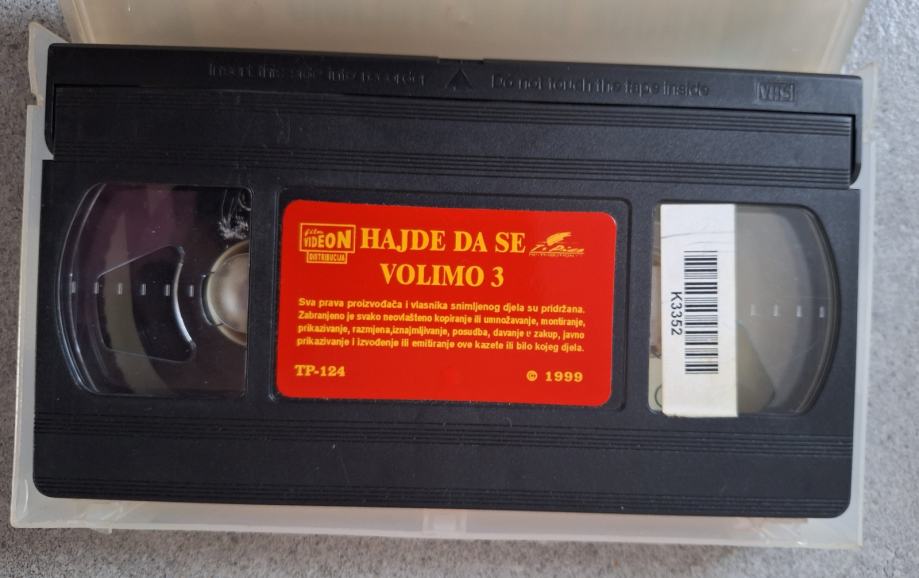 Insert this side into recorder
Do not touch the tape inside
VHS
film
VIDEON
DISTRIBUCIJA
HAJDE DA SE
VOLIMO 3
Sva prava proizvođača i vlasnika snimljenog djela su pridržana.
Zabranjeno je svako neovlašteno kopiranje ili umnožavanje, montiranje,
prikazivanje, razmjena,iznajmljivanje, posudba, davanje u zakup, javno
prikazivanje i izvođenje ili emitiranje ove kazete ili bilo kojeg djela.
TP-124
© 1999
K3352